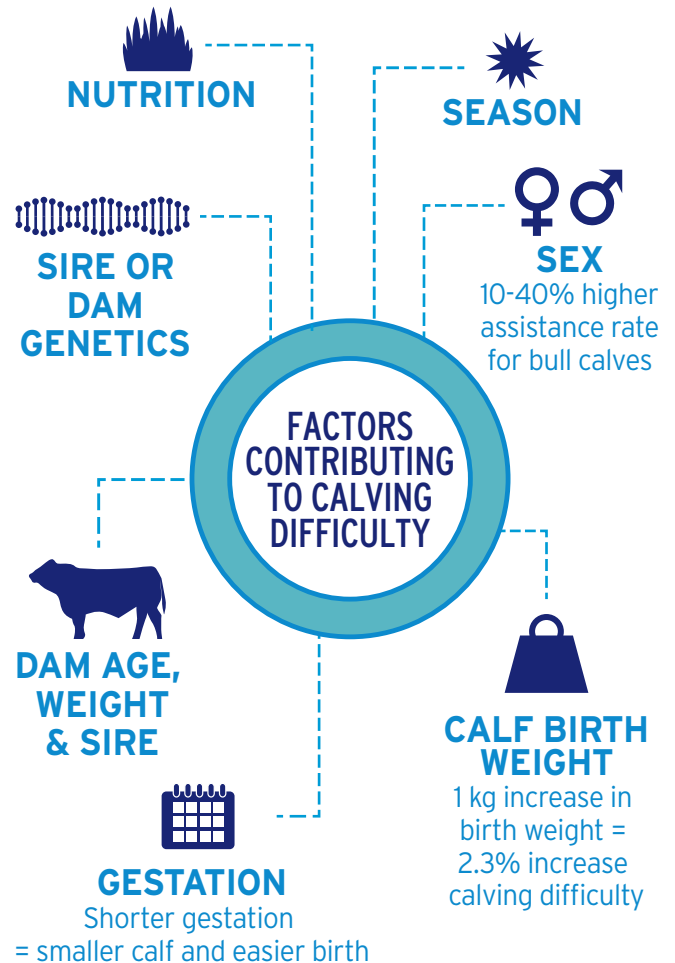 NUTRITION
SEASON
SIRE OR
DAM
GENETICS
SEX
10-40% higher
assistance rate
for bull calves
FACTORS
CONTRIBUTING
TO CALVING
DIFFICULTY
DAM AGE,
WEIGHT
& SIRE
CALF BIRTH
WEIGHT
1 kg increase in
birth weight =
2.3% increase
calving difficulty
GESTATION
Shorter gestation
= smaller calf and easier birth